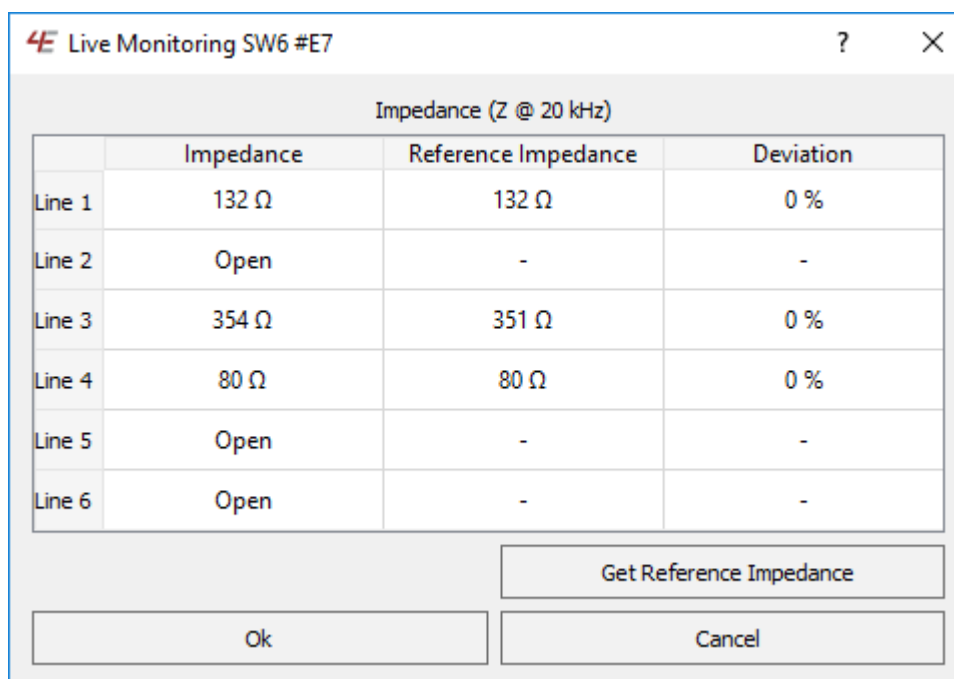 4E Live Monitoring SW6 #E7 ? ×
Impedance (Z @ 20 kHz)
Impedance Reference Impedance Deviation
Line 1 132 Ω 132 Ω 0 %
Line 2 Open - -
Line 3 354 Ω 351 Ω 0 %
Line 4 80 Ω 80 Ω 0 %
Line 5 Open - -
Line 6 Open - -
Get Reference Impedance
Ok Cancel